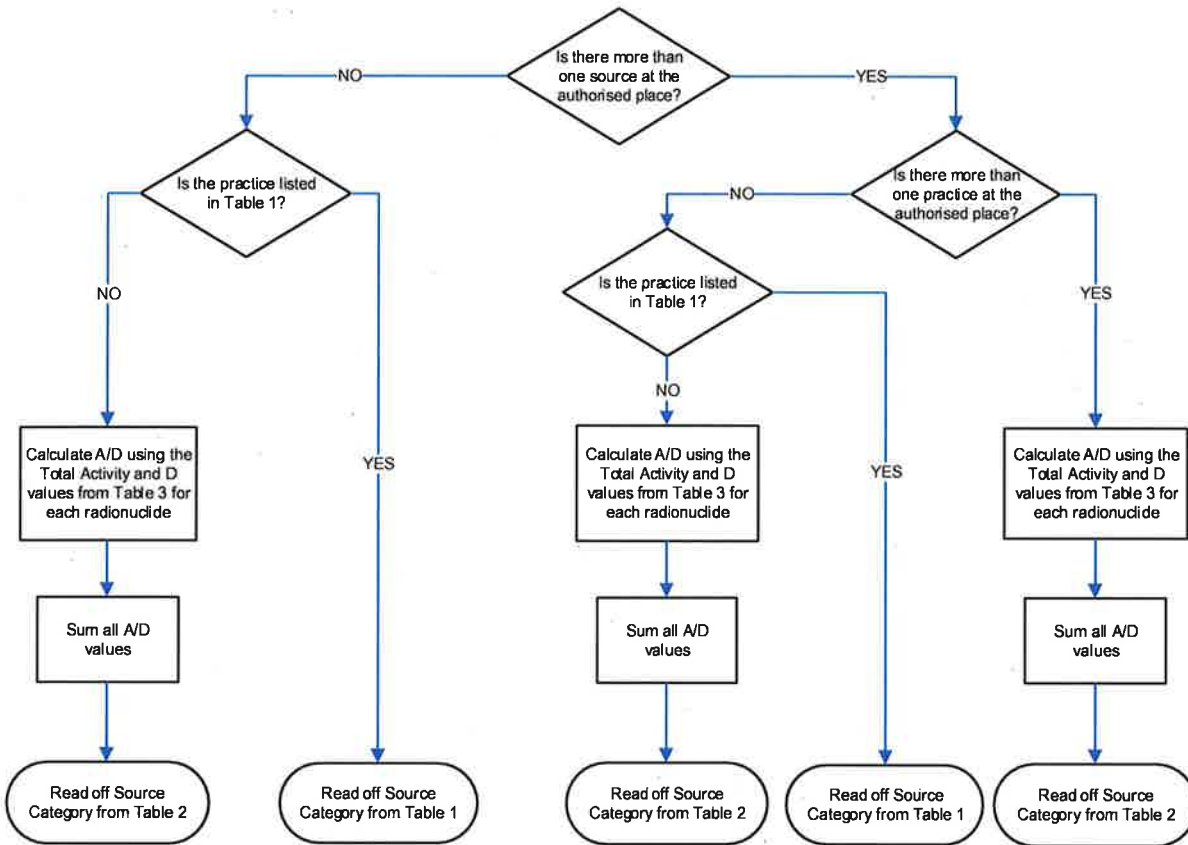 Is there more than
one source at the
authorised place?
NO
YES
Is the practice listed
in Table 1?
Is there more than
one practice at the
authorised place?
NO
Is the practice listed
in Table 1?
NO
YES
NO
Calculate A/D using the
Total Activity and D
values from Table 3 for
each radionuclide
YES
Calculate A/D using the
Total Activity and D
values from Table 3 for
each radionuclide
YES
Calculate A/D using the
Total Activity and D
values from Table 3 for
each radionuclide
Sum all A/D
values
Sum all A/D
values
Sum all A/D
values
Read off Source
Category from Table 2
Read off Source
Category from Table 1
Read off Source
Category from Table 2
Read off Source
Category from Table 1
Read off Source
Category from Table 2